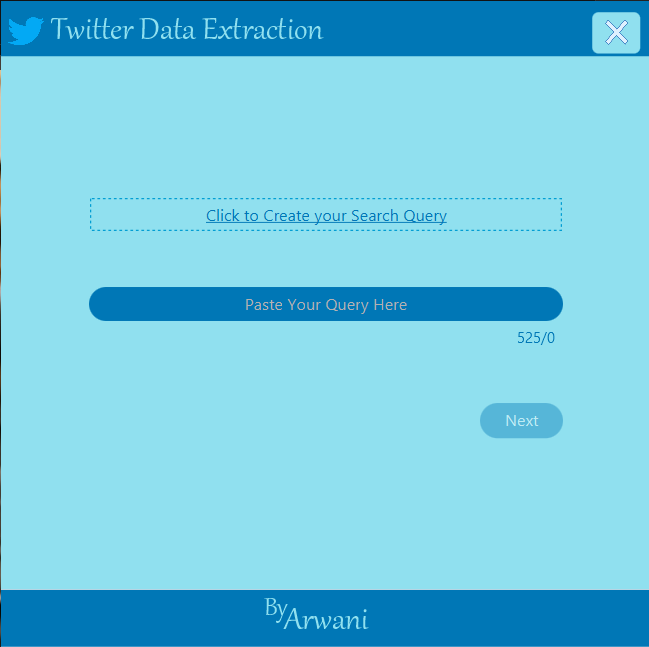 Twitter Data Extraction
Click to Create your Search Query
Paste Your Query Here
525/0
Next
By
Arwani